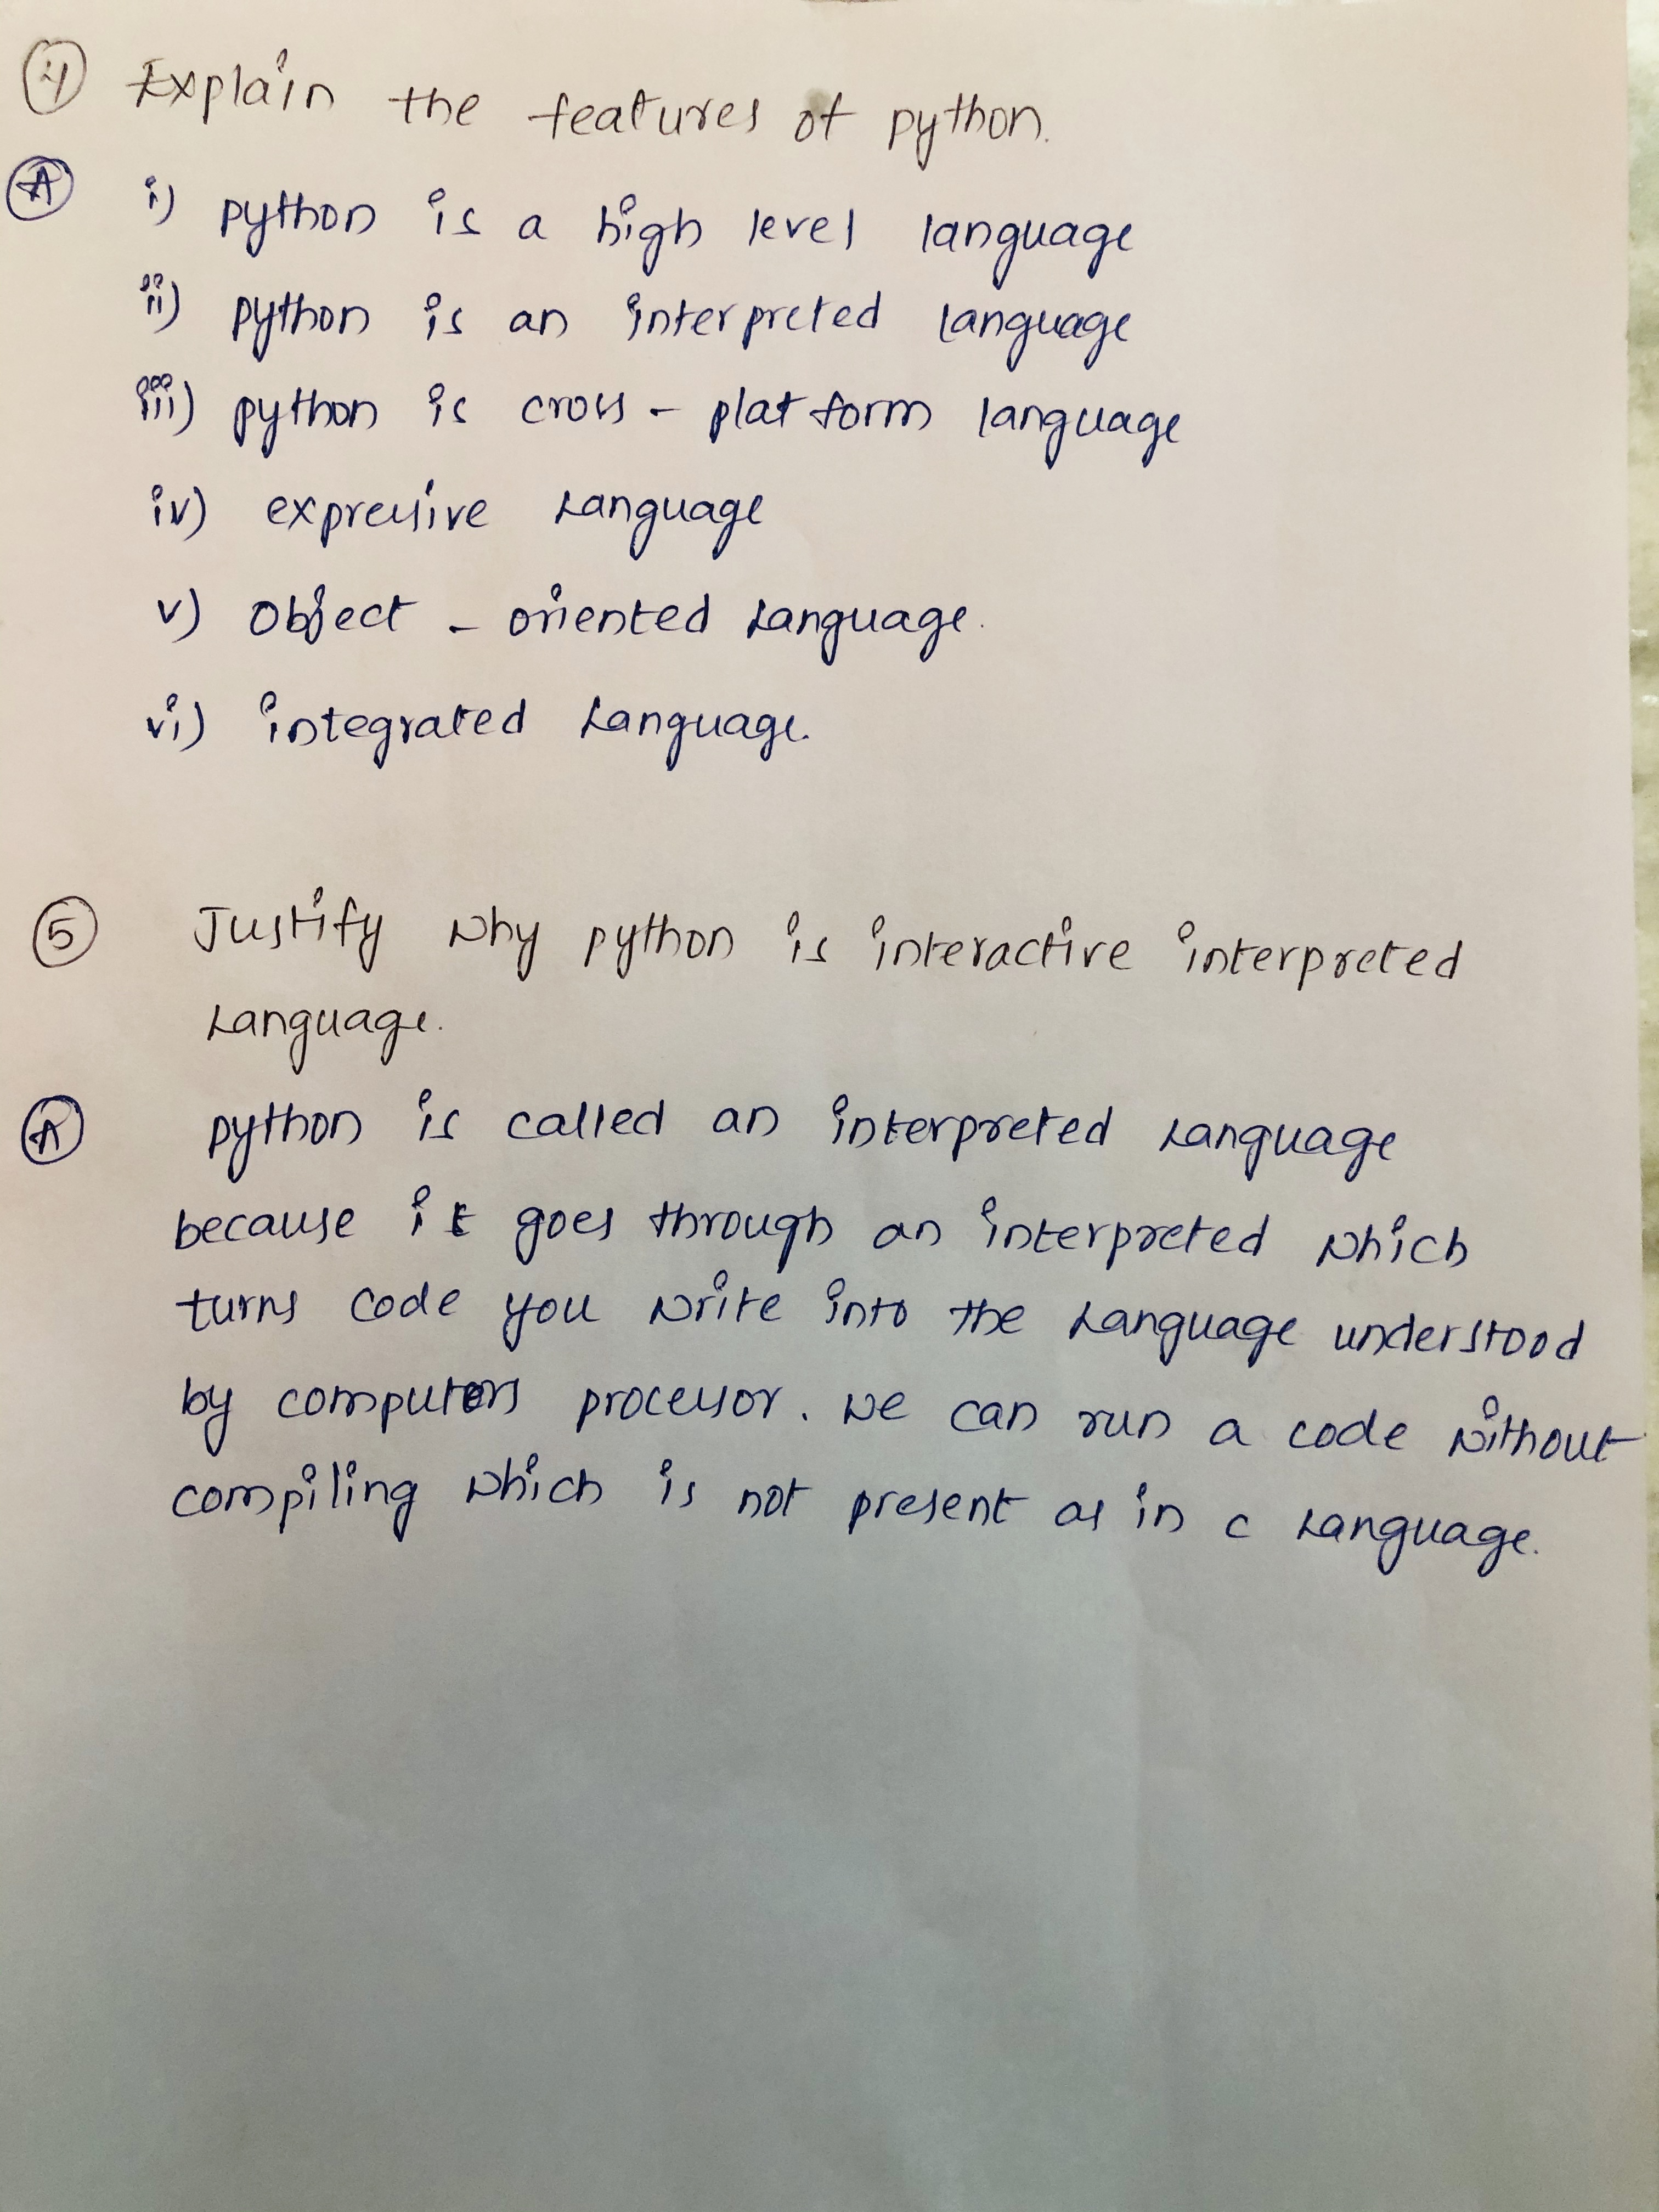 ④ Explain the features of python.
Ⓐ i) python is a high level language
ii) python is an interpreted language
iii) python is cross - platform language
iv) expressive Language
v) Object - oriented Language.
vi) integrated Language.
⑤ Justify why python is interactive interpreted
Language.
Ⓐ python is called an interpreted Language
because it goes through an interpreted which
turns code you write into the Language understood
by computers processor. we can run a code without
compiling which is not present as in c Language.